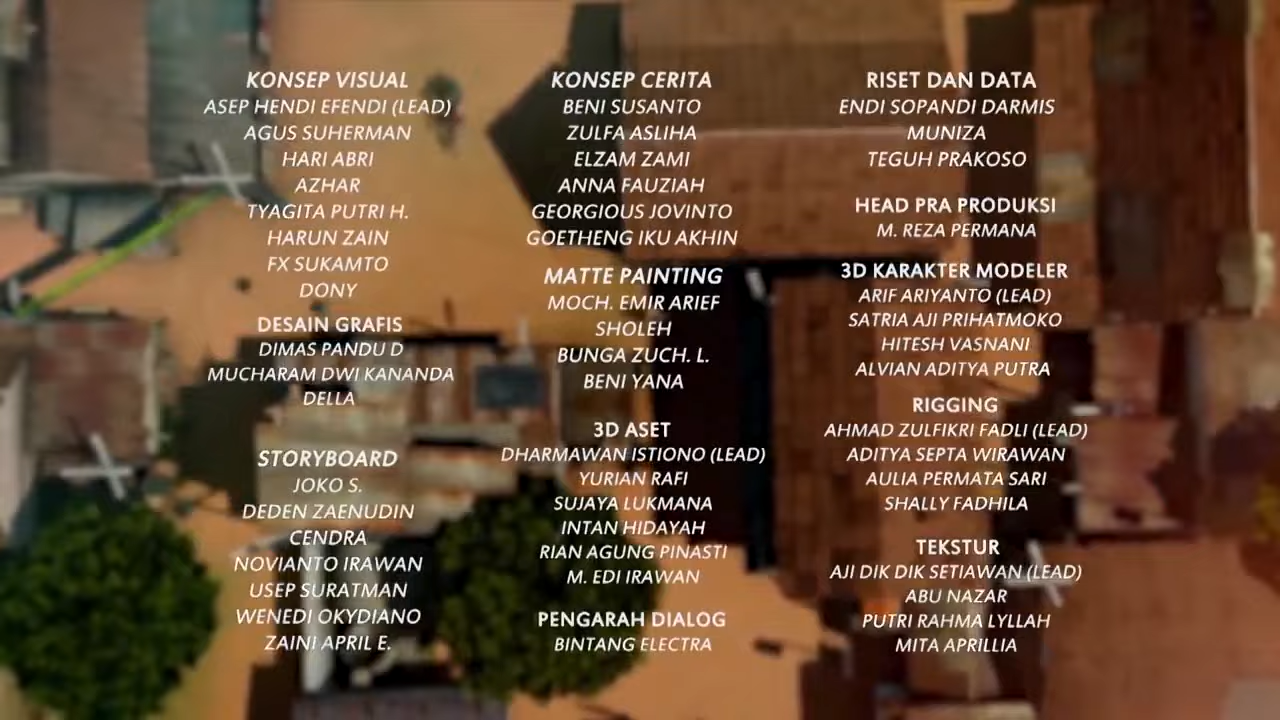 KONSEP VISUAL
ASEP HENDI EFENDI (LEAD)
AGUS SUHERMAN
HARI ABRI
AZHAR
TYAGITA PUTRI H.
HARUN ZAIN
FX SUKAMTO
DONY
DESAIN GRAFIS
DIMAS PANDU D
MUCHARAM DWI KANANDA
DELLA
STORYBOARD
JOKO S.
DEDEN ZAENUDIN
CENDRA
NOVIANTO IRAWAN
USEP SURATMAN
WENEDI OKYDIANO
ZAINI APRIL E.
KONSEP CERITA
BENI SUSANTO
ZULFA ASLIHA
ELZAM ZAMI
ANNA FAUZIAH
GEORGIOUS JOVINTO
GOETHENG IKU AKHIN
MATTE PAINTING
MOCH. EMIR ARIEF
SHOLEH
BUNGA ZUCH. L.
BENI YANA
3D ASET
DHARMAWAN ISTIONO (LEAD)
YURIAN RAFI
SUJAYA LUKMANA
INTAN HIDAYAH
RIAN AGUNG PINASTI
M. EDI IRAWAN
PENGARAH DIALOG
BINTANG ELECTRA
RISET DAN DATA
ENDI SOPANDI DARMIS
MUNIZA
TEGUH PRAKOSO
HEAD PRA PRODUKSI
M. REZA PERMANA
3D KARAKTER MODELER
ARIF ARIYANTO (LEAD)
SATRIA AJI PRIHATMOKO
HITESH VASNANI
ALVIAN ADITYA PUTRA
RIGGING
AHMAD ZULFIKRI FADLI (LEAD)
ADITYA SEPTA WIRAWAN
AULIA PERMATA SARI
SHALLY FADHILA
TEKSTUR
AJI DIK DIK SETIAWAN (LEAD)
ABU NAZAR
PUTRI RAHMA LYLLAH
MITA APRILLIA